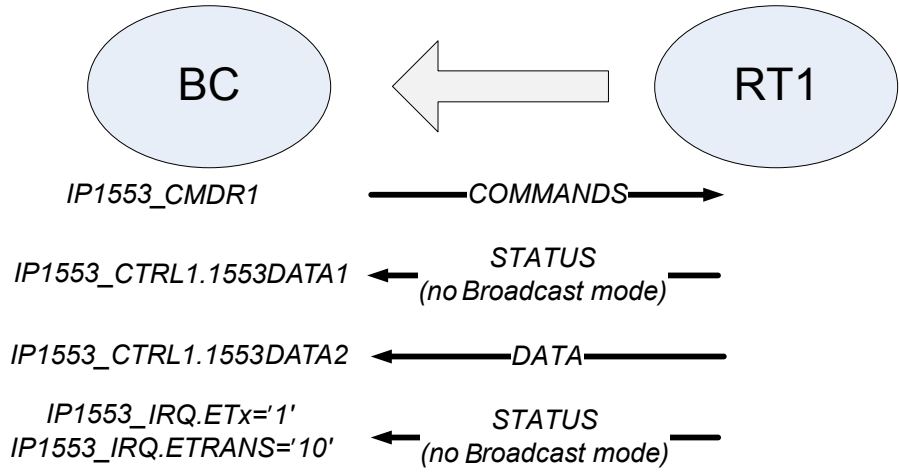 BC
RT1
IP1553_CMDR1
COMMANDS
IP1553_CTRL1.1553DATA1
STATUS
(no Broadcast mode)
IP1553_CTRL1.1553DATA2
DATA
IP1553_IRQ.ETx='1'
IP1553_IRQ.ETRANS='10'
STATUS
(no Broadcast mode)